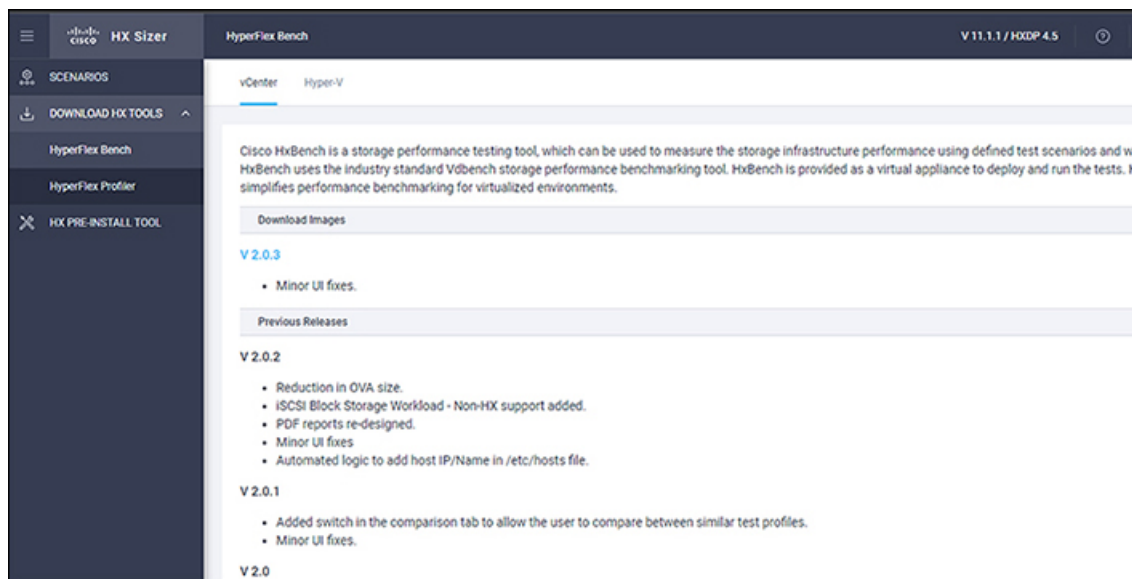 CISCO HX Sizer
HyperFlex Bench
V 11.1.1 / HXDP 4.5
SCENARIOS
DOWNLOAD HX TOOLS
HyperFlex Bench
HyperFlex Profiler
HX PRE-INSTALL TOOL
vCenter Hyper-V
Cisco HxBench is a storage performance testing tool, which can be used to measure the storage infrastructure performance using defined test scenarios and w
HxBench uses the industry standard Vdbench storage performance benchmarking tool. HxBench is provided as a virtual appliance to deploy and run the tests. H
simplifies performance benchmarking for virtualized environments.
Download Images
V 2.0.3
• Minor UI fixes.
Previous Releases
V 2.0.2
• Reduction in OVA size.
• iSCSI Block Storage Workload - Non-HX support added.
• PDF reports re-designed.
• Minor UI fixes
• Automated logic to add host IP/Name in /etc/hosts file.
V 2.0.1
• Added switch in the comparison tab to allow the user to compare between similar test profiles.
• Minor UI fixes.
V 2.0